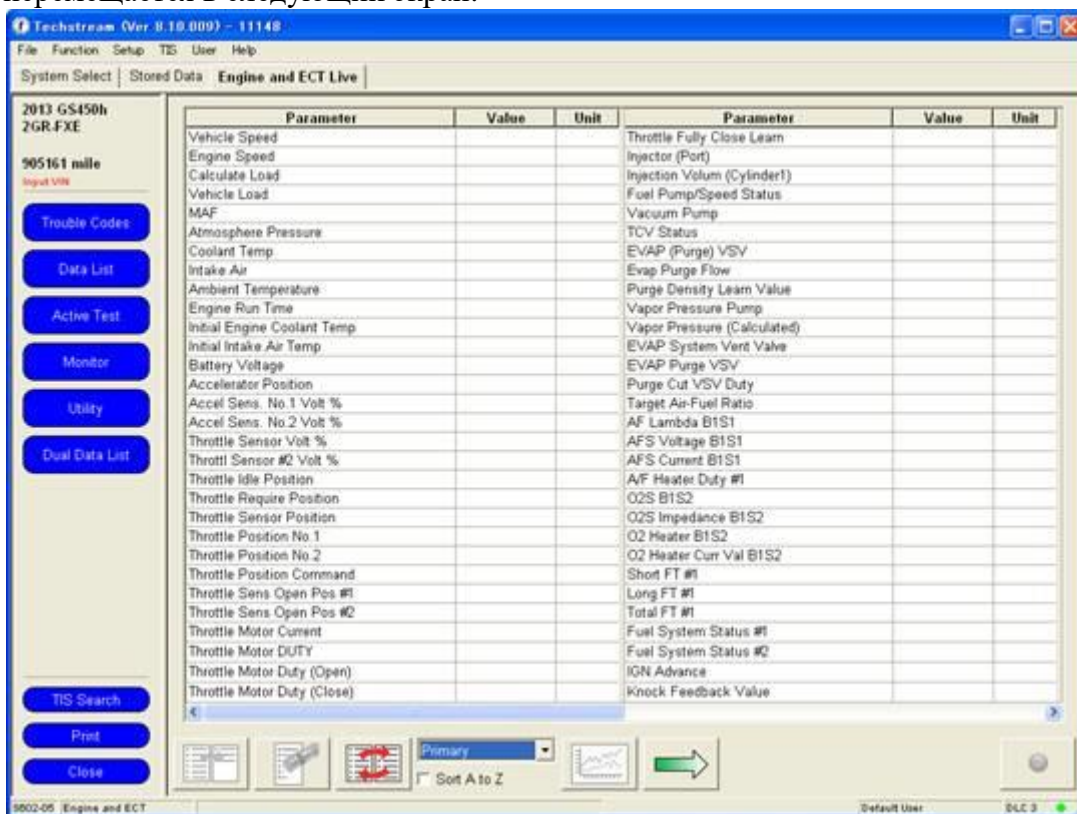 перемещается в следующий экран.
Techstream (Ver 8.10.009) - 11148
File Function Setup TIS User Help
System Select Stored Data Engine and ECT Live
2013 GS450h
2GR-FXE
905161 mile
Input VIN
Trouble Codes
Data List
Active Test
Monitor
Utility
Dual Data List
TIS Search
Print
Close
Parameter Value Unit Parameter Value Unit
Vehicle Speed Throttle Fully Close Learn
Engine Speed Injector (Port)
Calculate Load Injection Volum (Cylinder1)
Vehicle Load Fuel Pump/Speed Status
MAF Vacuum Pump
Atmosphere Pressure TCV Status
Coolant Temp EVAP (Purge) VSV
Intake Air Evap Purge Flow
Ambient Temperature Purge Density Learn Value
Engine Run Time Vapor Pressure Pump
Initial Engine Coolant Temp Vapor Pressure (Calculated)
Initial Intake Air Temp EVAP System Vent Valve
Battery Voltage EVAP Purge VSV
Accelerator Position Purge Cut VSV Duty
Accel Sens. No.1 Volt % Target Air-Fuel Ratio
Accel Sens. No.2 Volt % AF Lambda B1S1
Throttle Sensor Volt % AFS Voltage B1S1
Throttl Sensor #2 Volt % AFS Current B1S1
Throttle Idle Position A/F Heater Duty #1
Throttle Require Position O2S B1S2
Throttle Sensor Position O2S Impedance B1S2
Throttle Position No.1 O2 Heater B1S2
Throttle Position No.2 O2 Heater Curr Val B1S2
Throttle Position Command Short FT #1
Throttle Sens Open Pos #1 Long FT #1
Throttle Sens Open Pos #2 Total FT #1
Throttle Motor Current Fuel System Status #1
Throttle Motor DUTY Fuel System Status #2
Throttle Motor Duty (Open) IGN Advance
Throttle Motor Duty (Close) Knock Feedback Value
Primary
Sort A to Z
S602-05 Engine and ECT Default User DLC 3